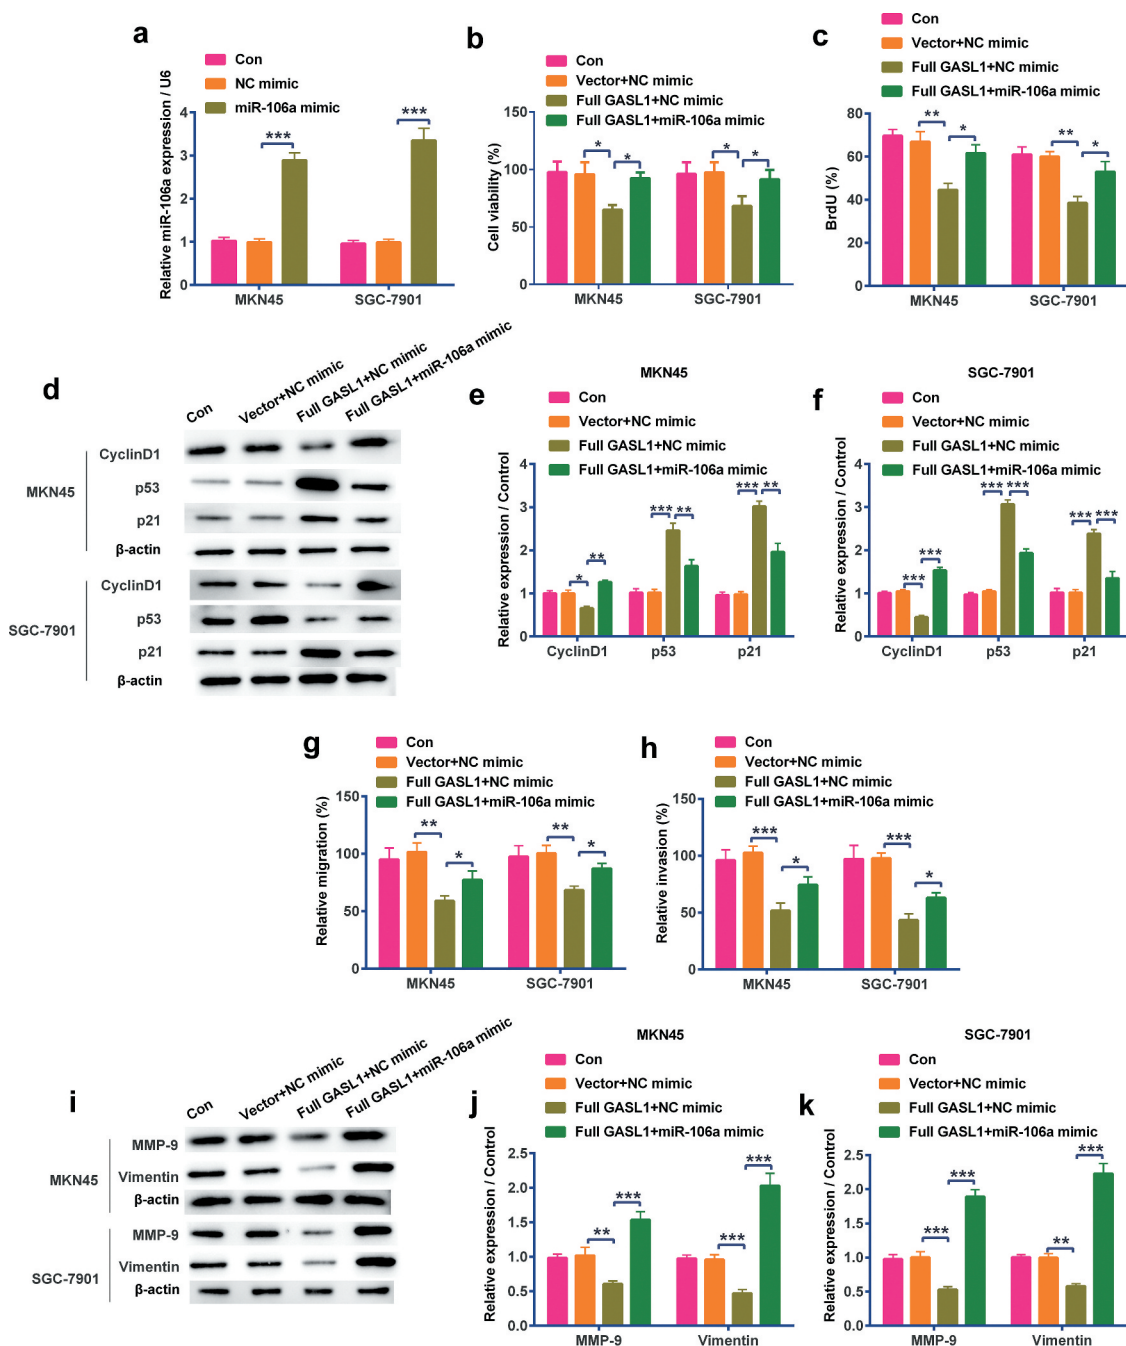 a
Con
NC mimic
miR-106a mimic
Relative miR-106a expression / U6
4
3
2
1
0
***
***
MKN45
SGC-7901
b
Con
Vector+NC mimic
Full GASL1+NC mimic
Full GASL1+miR-106a mimic
Cell viability (%)
150
100
50
0
*
*
*
*
MKN45
SGC-7901
c
Con
Vector+NC mimic
Full GASL1+NC mimic
Full GASL1+miR-106a mimic
BrdU (%)
80
60
40
20
0
**
*
**
*
MKN45
SGC-7901
d
Con
Vector+NC mimic
Full GASL1+NC mimic
Full GASL1+miR-106a mimic
MKN45
CyclinD1
p53
p21
β-actin
SGC-7901
CyclinD1
p53
p21
β-actin
e
MKN45
Con
Vector+NC mimic
Full GASL1+NC mimic
Full GASL1+miR-106a mimic
Relative expression / Control
4
3
2
1
0
*
**
***
**
***
**
CyclinD1
p53
p21
f
SGC-7901
Con
Vector+NC mimic
Full GASL1+NC mimic
Full GASL1+miR-106a mimic
Relative expression / Control
4
3
2
1
0
***
***
***
***
***
***
CyclinD1
p53
p21
g
Con
Vector+NC mimic
Full GASL1+NC mimic
Full GASL1+miR-106a mimic
Relative migration (%)
150
100
50
0
**
*
**
*
MKN45
SGC-7901
h
Con
Vector+NC mimic
Full GASL1+NC mimic
Full GASL1+miR-106a mimic
Relative invasion (%)
150
100
50
0
***
*
***
*
MKN45
SGC-7901
i
Con
Vector+NC mimic
Full GASL1+NC mimic
Full GASL1+miR-106a mimic
MKN45
MMP-9
Vimentin
β-actin
SGC-7901
MMP-9
Vimentin
β-actin
j
MKN45
Con
Vector+NC mimic
Full GASL1+NC mimic
Full GASL1+miR-106a mimic
Relative expression / Control
2.5
2.0
1.5
1.0
0.5
0.0
**
***
***
***
MMP-9
Vimentin
k
SGC-7901
Con
Vector+NC mimic
Full GASL1+NC mimic
Full GASL1+miR-106a mimic
Relative expression / Control
2.5
2.0
1.5
1.0
0.5
0.0
***
***
**
***
MMP-9
Vimentin